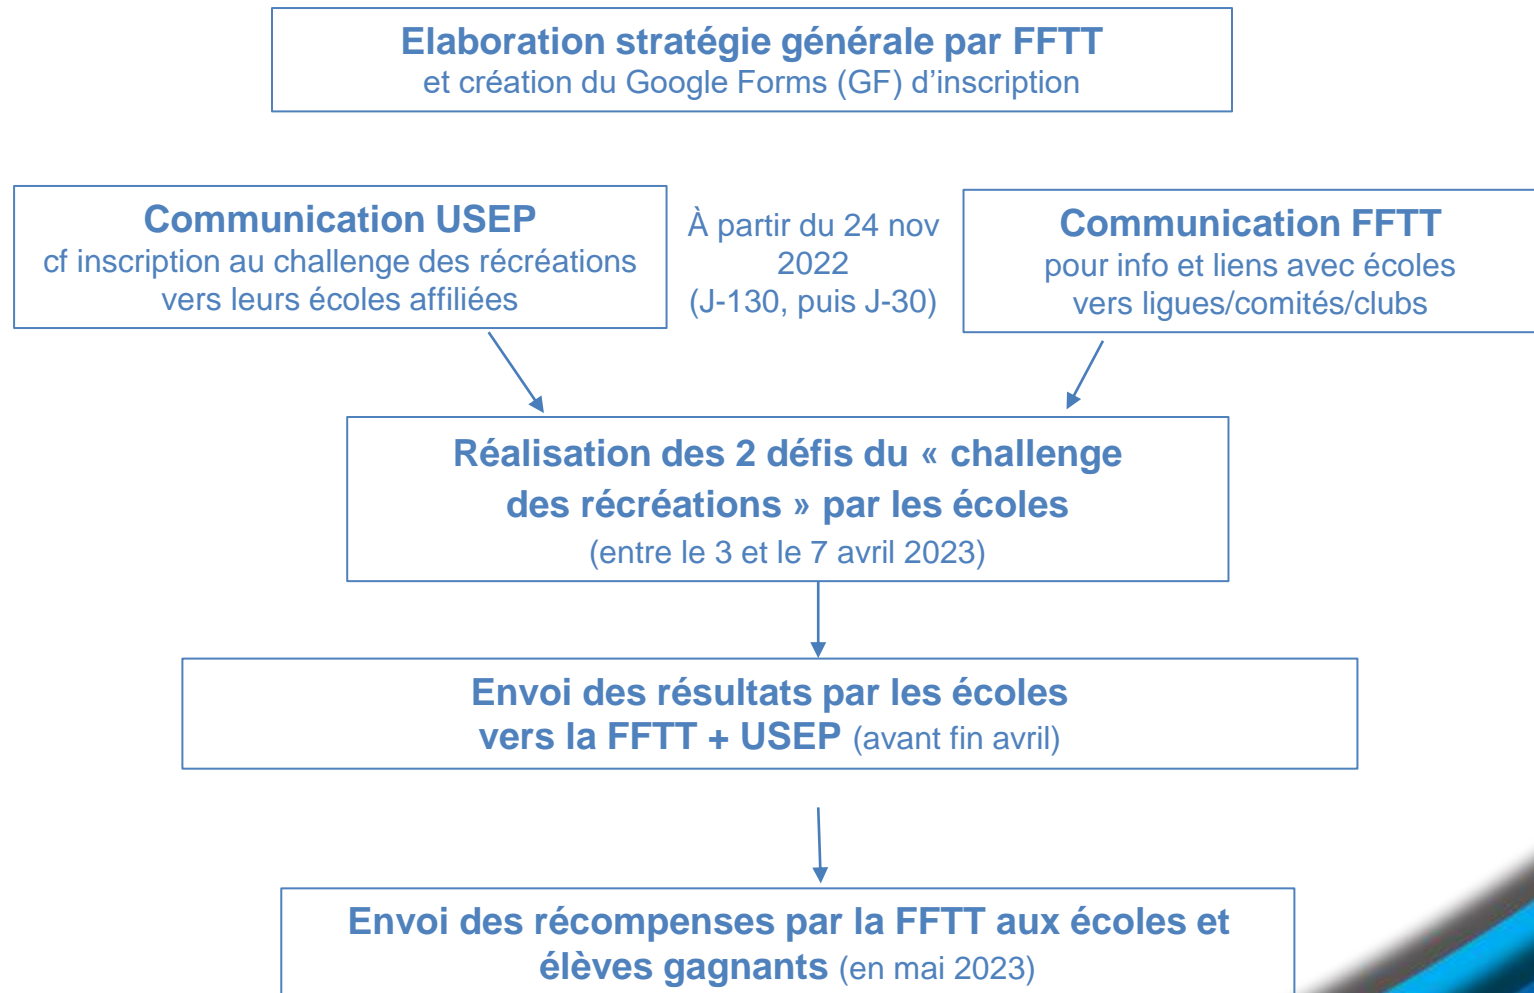 Elaboration stratégie générale par FFTT
et création du Google Forms (GF) d’inscription
Communication USEP
cf inscription au challenge des récréations
vers leurs écoles affiliées
À partir du 24 nov
2022
(J-130, puis J-30)
Communication FFTT
pour info et liens avec écoles
vers ligues/comités/clubs
Réalisation des 2 défis du « challenge
des récréations » par les écoles
(entre le 3 et le 7 avril 2023)
Envoi des résultats par les écoles
vers la FFTT + USEP (avant fin avril)
Envoi des récompenses par la FFTT aux écoles et
élèves gagnants (en mai 2023)